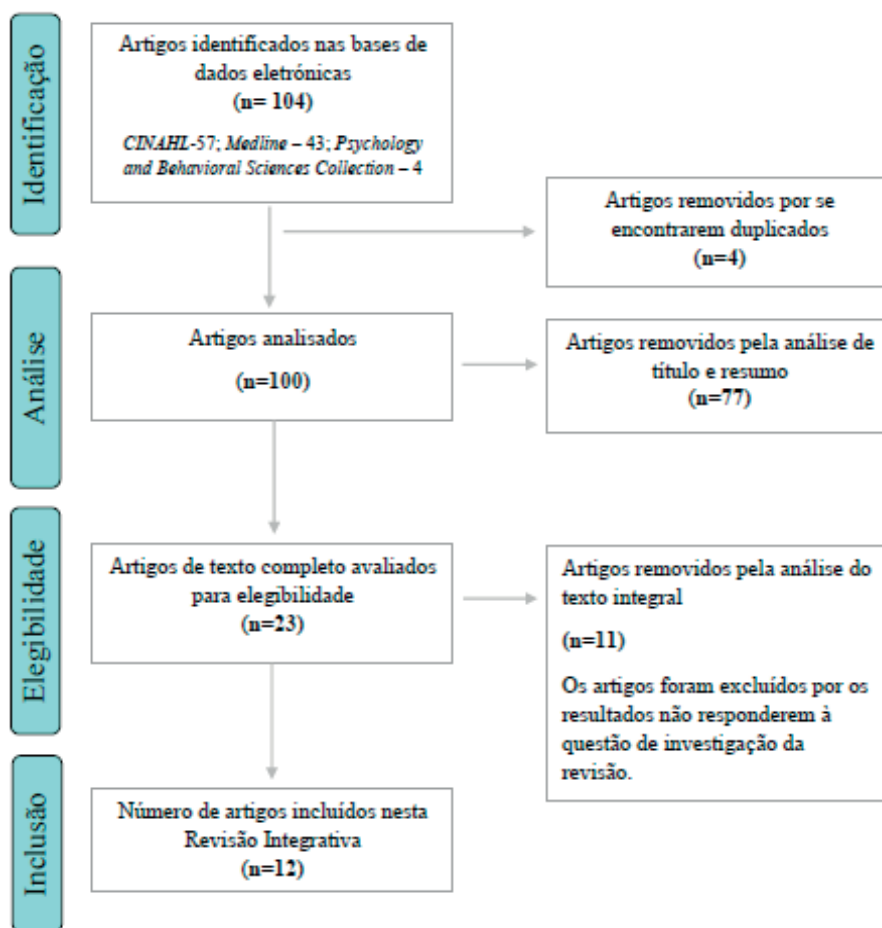 Identificação
Artigos identificados nas bases de
dados eletrónicas
(n= 104)
CINAHL-57; Medline – 43; Psychology
and Behavioral Sciences Collection – 4
Artigos removidos por se
encontrarem duplicados
(n=4)
Análise
Artigos analisados
(n=100)
Artigos removidos pela análise de
título e resumo
(n=77)
Elegibilidade
Artigos de texto completo avaliados
para elegibilidade
(n=23)
Artigos removidos pela análise do
texto integral
(n=11)
Os artigos foram excluídos por os
resultados não responderem à
questão de investigação da
revisão.
Inclusão
Número de artigos incluídos nesta
Revisão Integrativa
(n=12)